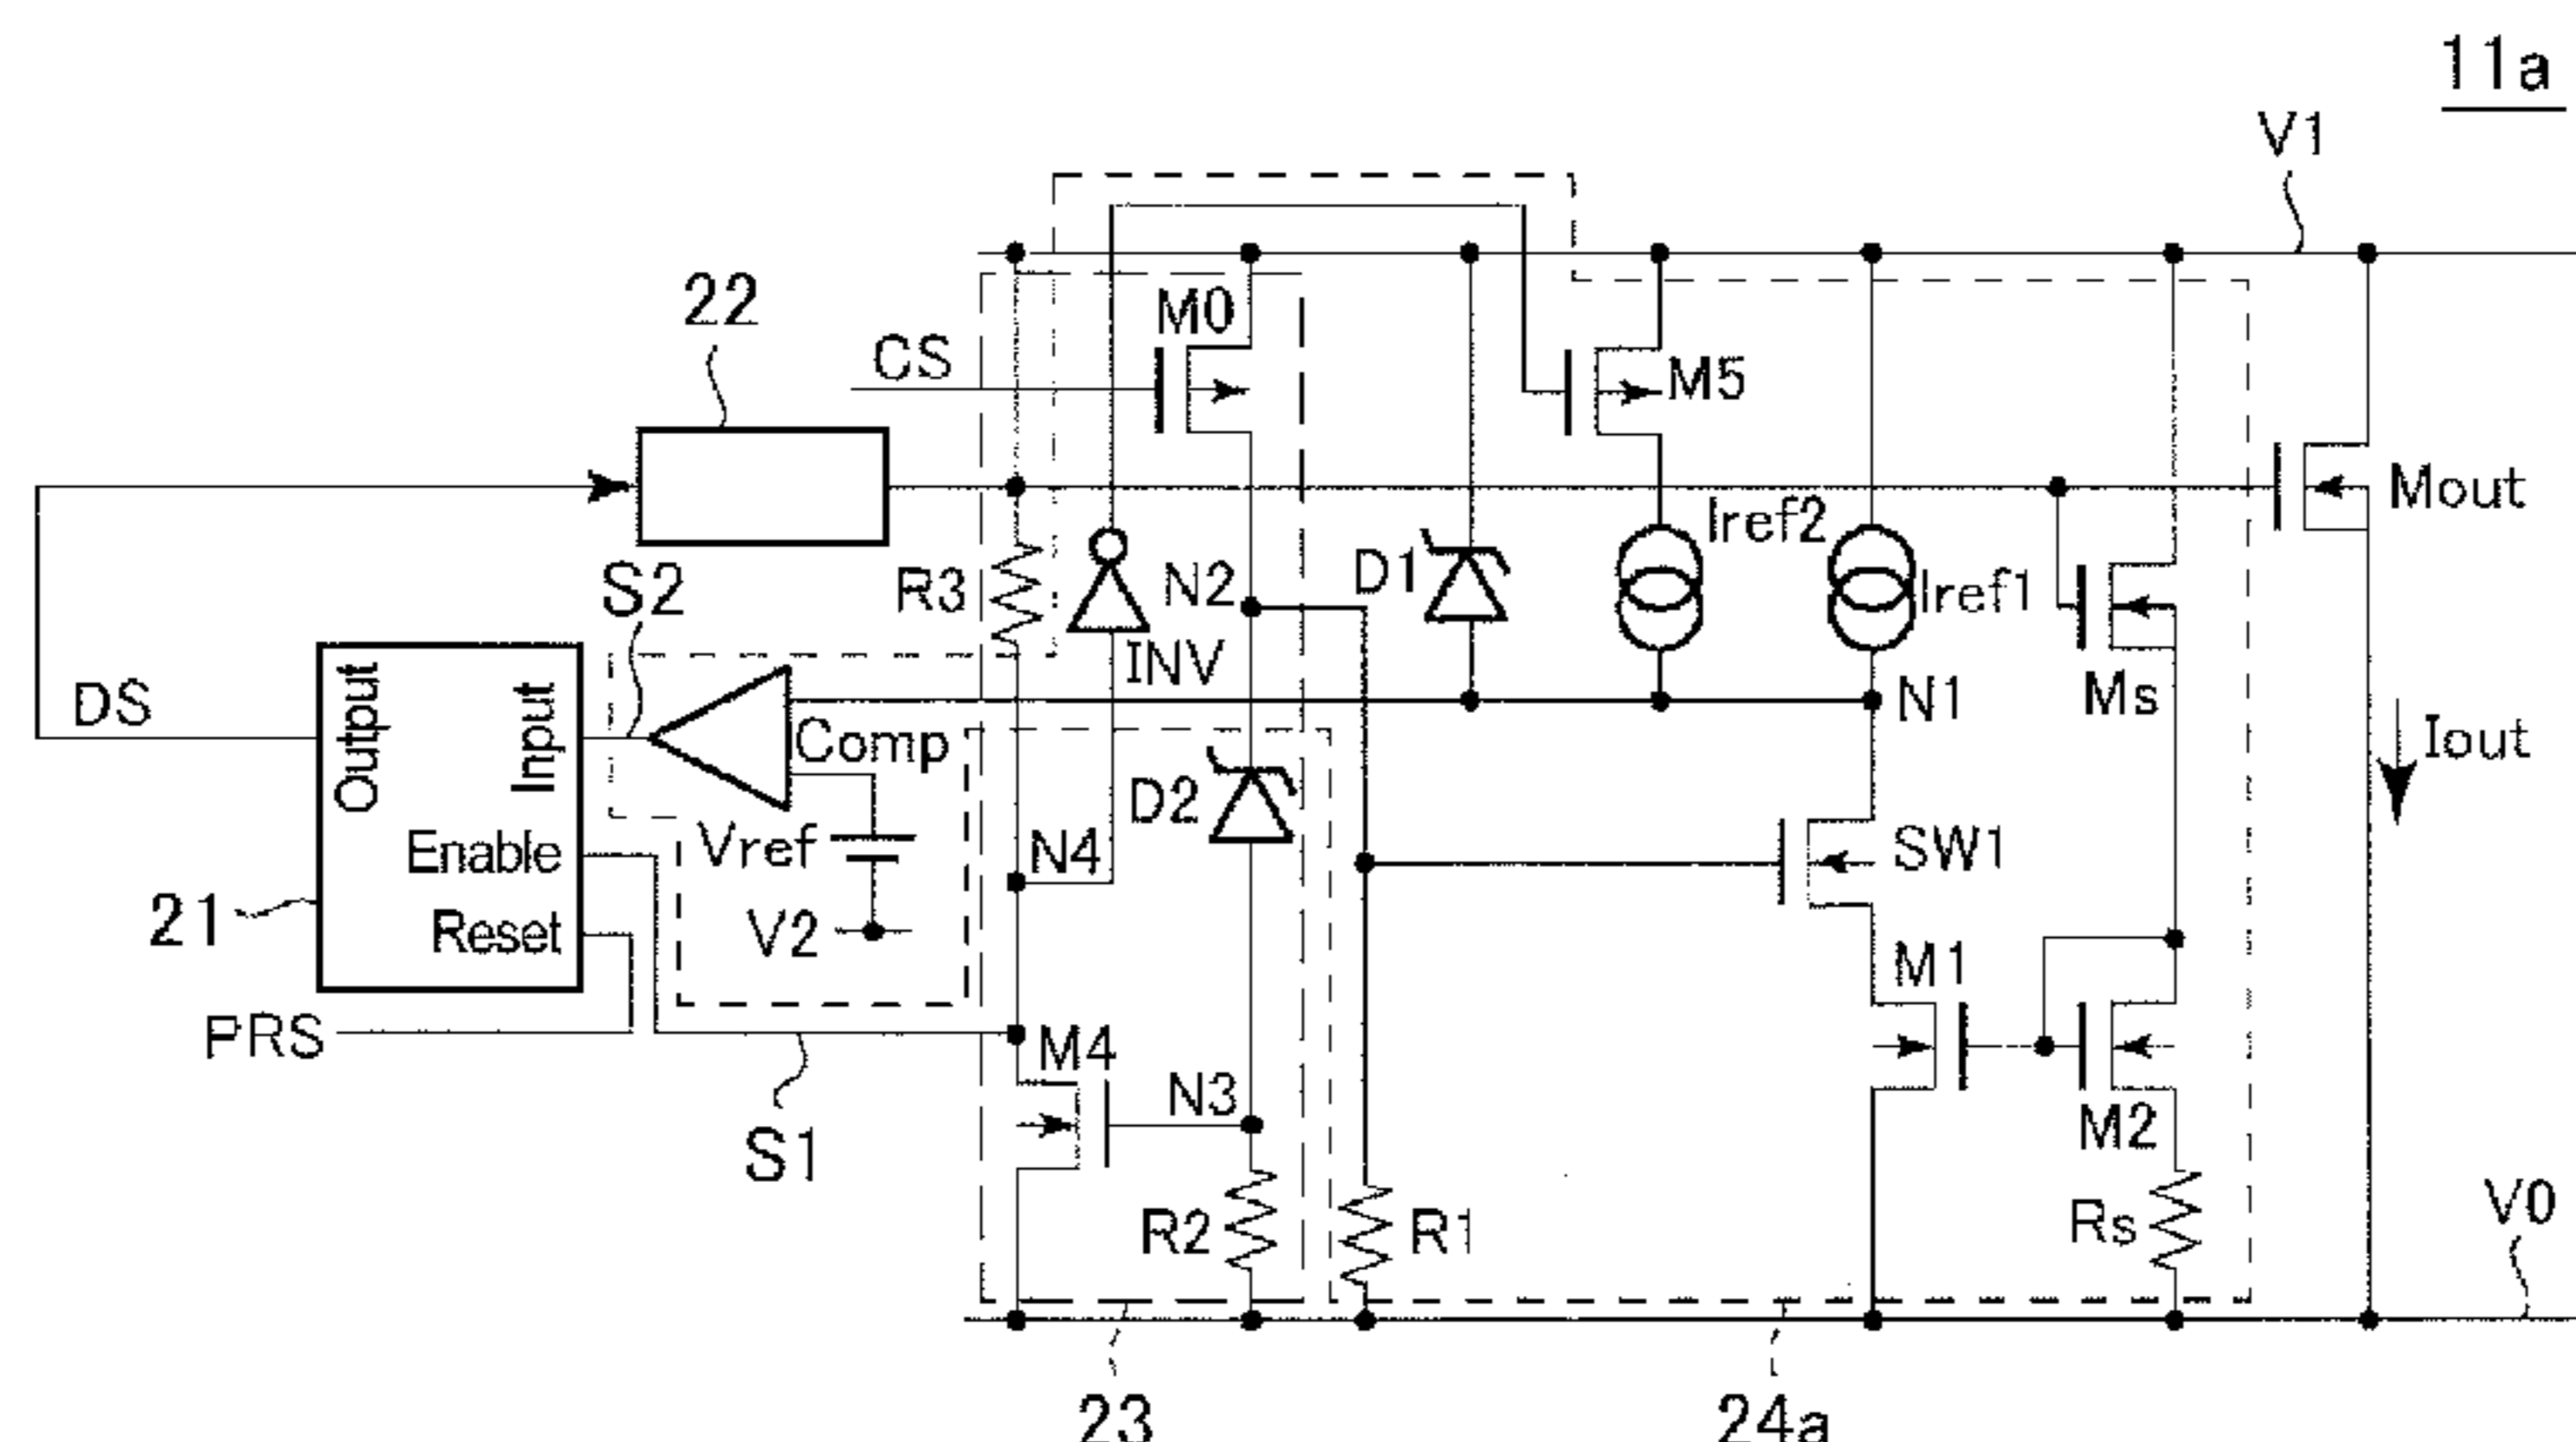 11a
V1
22
M0
CS
M5
Mout
Iref2
D1
Iref1
S2
R3
N2
INV
Ms
N1
DS
Output
Input
Comp
Iout
D2
Vref
N4
SW1
Enable
21
Reset
V2
M1
PRS
M4
N3
M2
S1
R2
R1
Rs
V0
23
24a